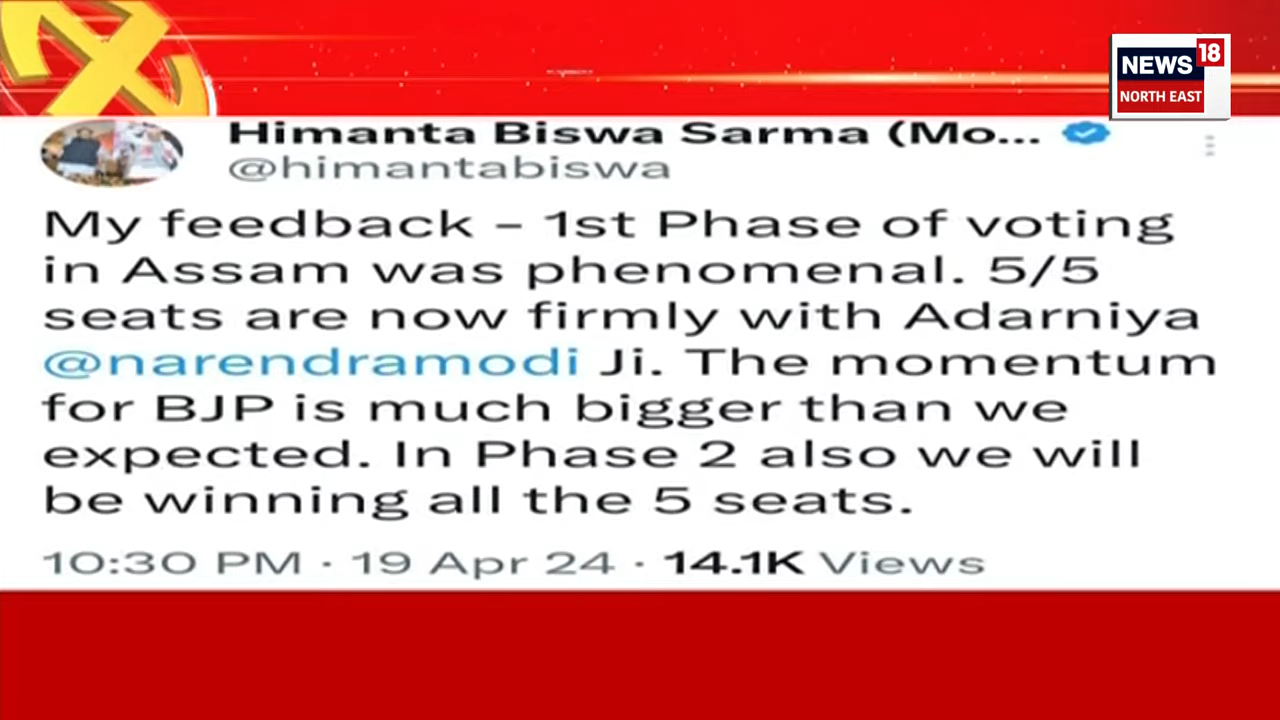 NEWS 18
NORTH EAST
Himanta Biswa Sarma (Mo...
@himantabiswa
My feedback – 1st Phase of voting
in Assam was phenomenal. 5/5
seats are now firmly with Adarniya
@narendramodi Ji. The momentum
for BJP is much bigger than we
expected. In Phase 2 also we will
be winning all the 5 seats.
10:30 PM · 19 Apr 24 · 14.1K Views